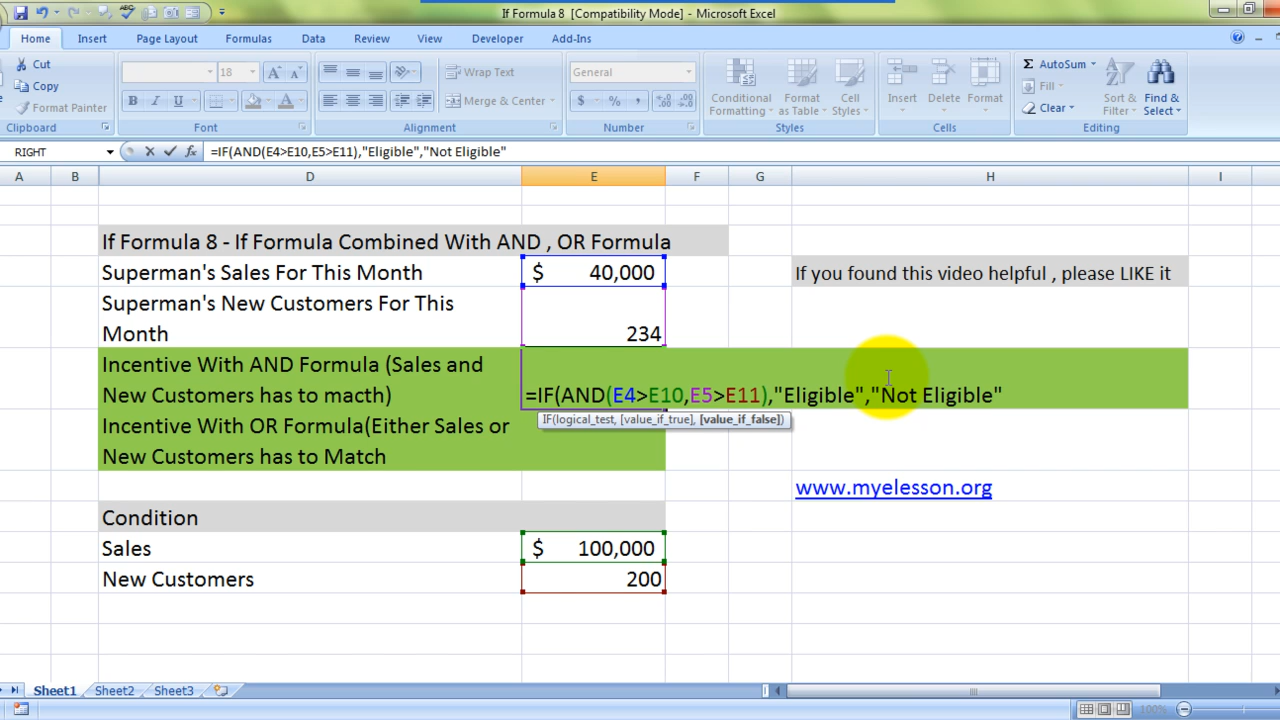 If Formula 8 [Compatibility Mode] - Microsoft Excel
Home Insert Page Layout Formulas Data Review View Developer Add-Ins
Cut
Copy
Format Painter
Clipboard
18
Font
Wrap Text
Merge & Center
Alignment
General
Number
Conditional Formatting
Format as Table
Cell Styles
Styles
Insert Delete Format
Cells
AutoSum
Fill
Clear
Sort & Filter
Find & Select
Editing
RIGHT
=IF(AND(E4>E10,E5>E11),"Eligible","Not Eligible"
A B D E F G H I
If Formula 8 - If Formula Combined With AND , OR Formula
Superman's Sales For This Month $ 40,000
If you found this video helpful , please LIKE it
Superman's New Customers For This
Month 234
Incentive With AND Formula (Sales and
New Customers has to macth) =IF(AND(E4>E10,E5>E11),"Eligible","Not Eligible"
IF(logical_test, [value_if_true], [value_if_false])
Incentive With OR Formula(Either Sales or
New Customers has to Match
www.myelesson.org
Condition
Sales $ 100,000
New Customers 200
Sheet1 Sheet2 Sheet3
100%